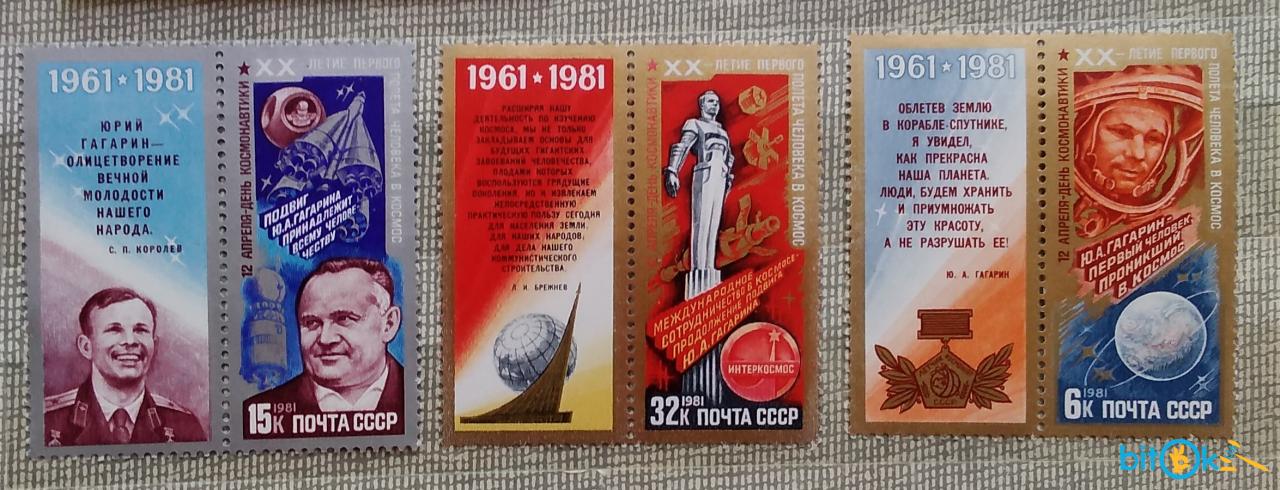 1961★1981
ЮРИЙ
ГАГАРИН—
ОЛИЦЕТВОРЕНИЕ
ВЕЧНОЙ
МОЛОДОСТИ
НАШЕГО
НАРОДА.
С. П. КОРОЛЕВ
12 АПРЕЛЯ-ДЕНЬ КОСМОНАВТИКИ
★ XX-ЛЕТИЕ ПЕРВОГО
ПОЛЕТА ЧЕЛОВЕКА В КОСМОС
ПОДВИГ
Ю.А.ГАГАРИНА
ПРИНАДЛЕЖИТ
ВСЕМУ ЧЕЛОВЕ-
ЧЕСТВУ
15К 1981 ПОЧТА СССР
1961★1981
РАСШИРЯЯ НАШУ
ДЕЯТЕЛЬНОСТЬ ПО ИЗУЧЕНИЮ
КОСМОСА, МЫ НЕ ТОЛЬКО
ЗАКЛАДЫВАЕМ ОСНОВЫ ДЛЯ
БУДУЩИХ ГИГАНТСКИХ
ЗАВОЕВАНИЙ ЧЕЛОВЕЧЕСТВА,
ПЛОДАМИ КОТОРЫХ
ВОСПОЛЬЗУЮТСЯ ГРЯДУЩИЕ
ПОКОЛЕНИЯ, НО И ИЗВЛЕКАЕМ
НЕПОСРЕДСТВЕННУЮ
ПРАКТИЧЕСКУЮ ПОЛЬЗУ СЕГОДНЯ
ДЛЯ НАСЕЛЕНИЯ ЗЕМЛИ,
ДЛЯ НАШИХ НАРОДОВ,
ДЛЯ ДЕЛА НАШЕГО
КОММУНИСТИЧЕСКОГО
СТРОИТЕЛЬСТВА.
Л. И. БРЕЖНЕВ
12 АПРЕЛЯ-ДЕНЬ КОСМОНАВТИКИ
★ XX-ЛЕТИЕ ПЕРВОГО
ПОЛЕТА ЧЕЛОВЕКА В КОСМОС
МЕЖДУНАРОДНОЕ
СОТРУДНИЧЕСТВО В КОСМОСЕ-
ПРОДОЛЖЕНИЕ ПОДВИГА
Ю.А.ГАГАРИНА
ИНТЕРКОСМОС
32К 1981 ПОЧТА СССР
1961★1981
ОБЛЕТЕВ ЗЕМЛЮ
В КОРАБЛЕ-СПУТНИКЕ,
Я УВИДЕЛ,
КАК ПРЕКРАСНА
НАША ПЛАНЕТА.
ЛЮДИ, БУДЕМ ХРАНИТЬ
И ПРИУМНОЖАТЬ
ЭТУ КРАСОТУ,
А НЕ РАЗРУШАТЬ ЕЕ!
Ю. А. ГАГАРИН
СССР
12 АПРЕЛЯ-ДЕНЬ КОСМОНАВТИКИ
★ XX-ЛЕТИЕ ПЕРВОГО
ПОЛЕТА ЧЕЛОВЕКА В КОСМОС
Ю.А.ГАГАРИН-
ПЕРВЫЙ ЧЕЛОВЕК,
ПРОНИКШИЙ
В КОСМОС
6К 1981 ПОЧТА СССР
bitok